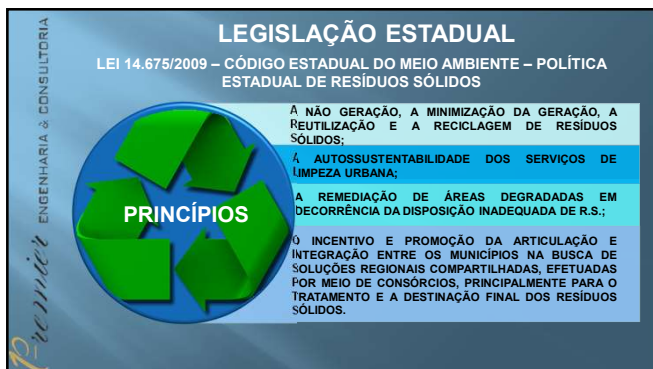 LEGISLAÇÃO ESTADUAL
LEI 14.675/2009 – CÓDIGO ESTADUAL DO MEIO AMBIENTE – POLÍTICA
ESTADUAL DE RESÍDUOS SÓLIDOS
PRINCÍPIOS
A NÃO GERAÇÃO, A MINIMIZAÇÃO DA GERAÇÃO, A
REUTILIZAÇÃO E A RECICLAGEM DE RESÍDUOS
SÓLIDOS;
A AUTOSSUSTENTABILIDADE DOS SERVIÇOS DE
LIMPEZA URBANA;
A REMEDIAÇÃO DE ÁREAS DEGRADADAS EM
DECORRÊNCIA DA DISPOSIÇÃO INADEQUADA DE R.S.;
O INCENTIVO E PROMOÇÃO DA ARTICULAÇÃO E
INTEGRAÇÃO ENTRE OS MUNICÍPIOS NA BUSCA DE
SOLUÇÕES REGIONAIS COMPARTILHADAS, EFETUADAS
POR MEIO DE CONSÓRCIOS, PRINCIPALMENTE PARA O
TRATAMENTO E A DESTINAÇÃO FINAL DOS RESÍDUOS
SÓLIDOS.
Premier ENGENHARIA & CONSULTORIA